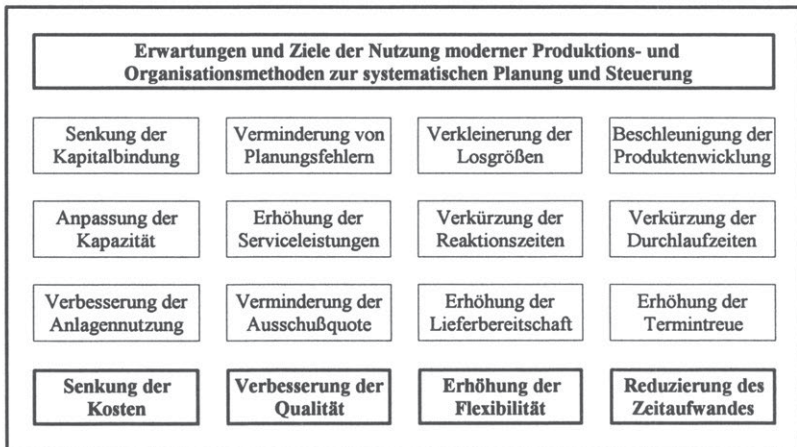 Erwartungen und Ziele der Nutzung moderner Produktions- und
Organisationsmethoden zur systematischen Planung und Steuerung
Senkung der
Kapitalbindung
Verminderung von
Planungsfehlern
Verkleinerung der
Losgrößen
Beschleunigung der
Produktenwicklung
Anpassung der
Kapazität
Erhöhung der
Serviceleistungen
Verkürzung der
Reaktionszeiten
Verkürzung der
Durchlaufzeiten
Verbesserung der
Anlagennutzung
Verminderung der
Ausschußquote
Erhöhung der
Lieferbereitschaft
Erhöhung der
Termintreue
Senkung der
Kosten
Verbesserung der
Qualität
Erhöhung der
Flexibilität
Reduzierung des
Zeitaufwandes